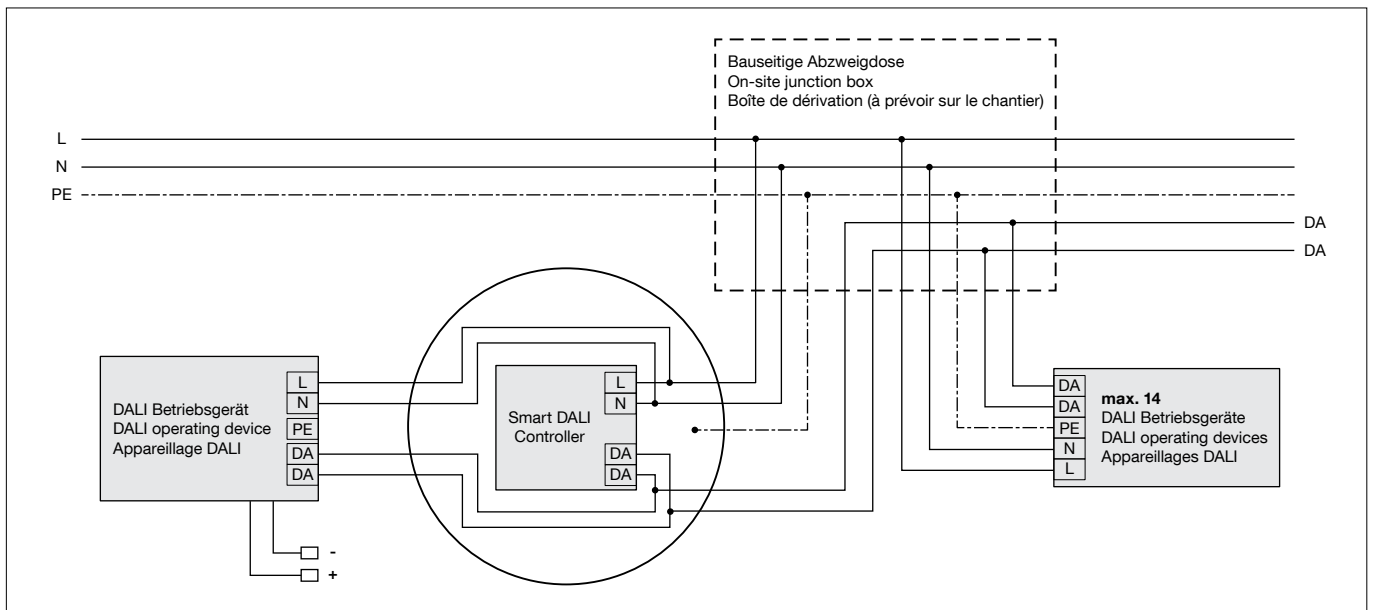 Bauseitige Abzweigdose
On-site junction box
Boîte de dérivation (à prévoir sur le chantier)
L
N
PE
DA
DA
DALI Betriebsgerät
DALI operating device
Appareillage DALI
L
N
PE
DA
DA
-
+
Smart DALI
Controller
L
N
DA
DA
DA
DA
PE
N
L
max. 14
DALI Betriebsgeräte
DALI operating devices
Appareillages DALI